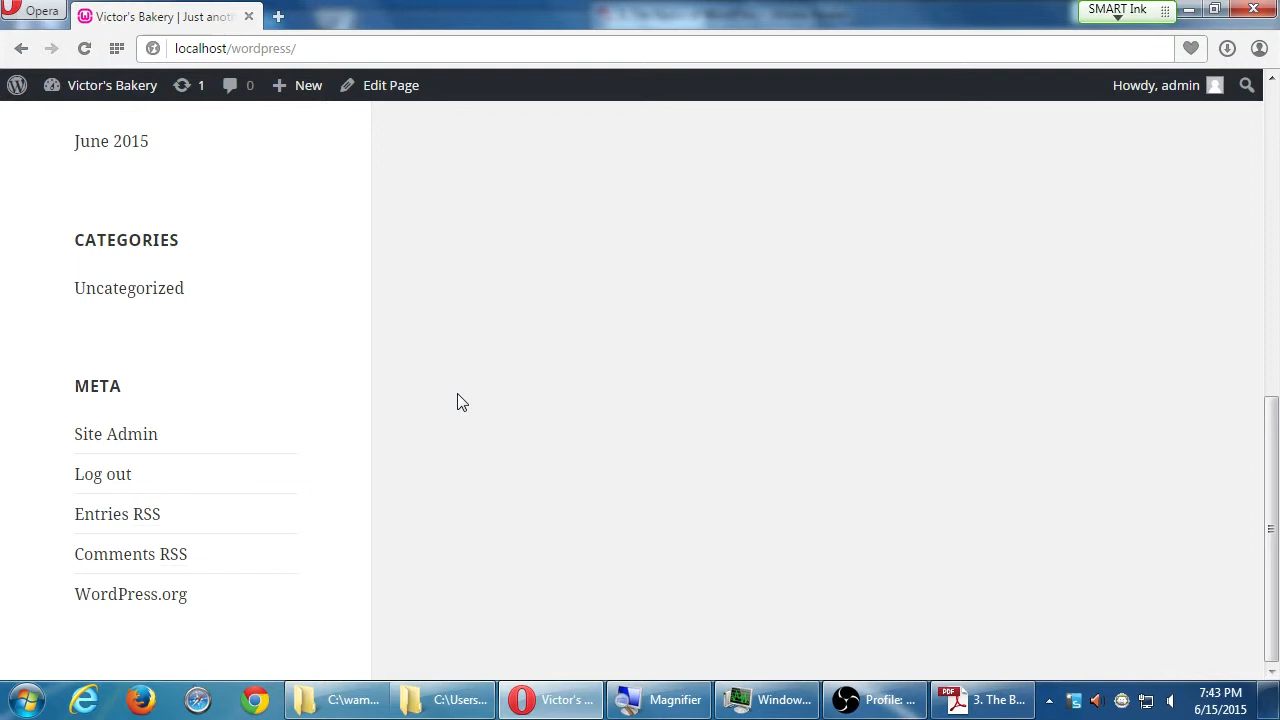 Opera
Victor's Bakery | Just anoth
SMART Ink
localhost/wordpress/
Victor's Bakery
1
0
New
Edit Page
Howdy, admin
June 2015
CATEGORIES
Uncategorized
META
Site Admin
Log out
Entries RSS
Comments RSS
WordPress.org
C:\wam...
C:\Users...
Victor's ...
Magnifier
Window...
Profile: ...
PDF
3. The B...
7:43 PM
6/15/2015